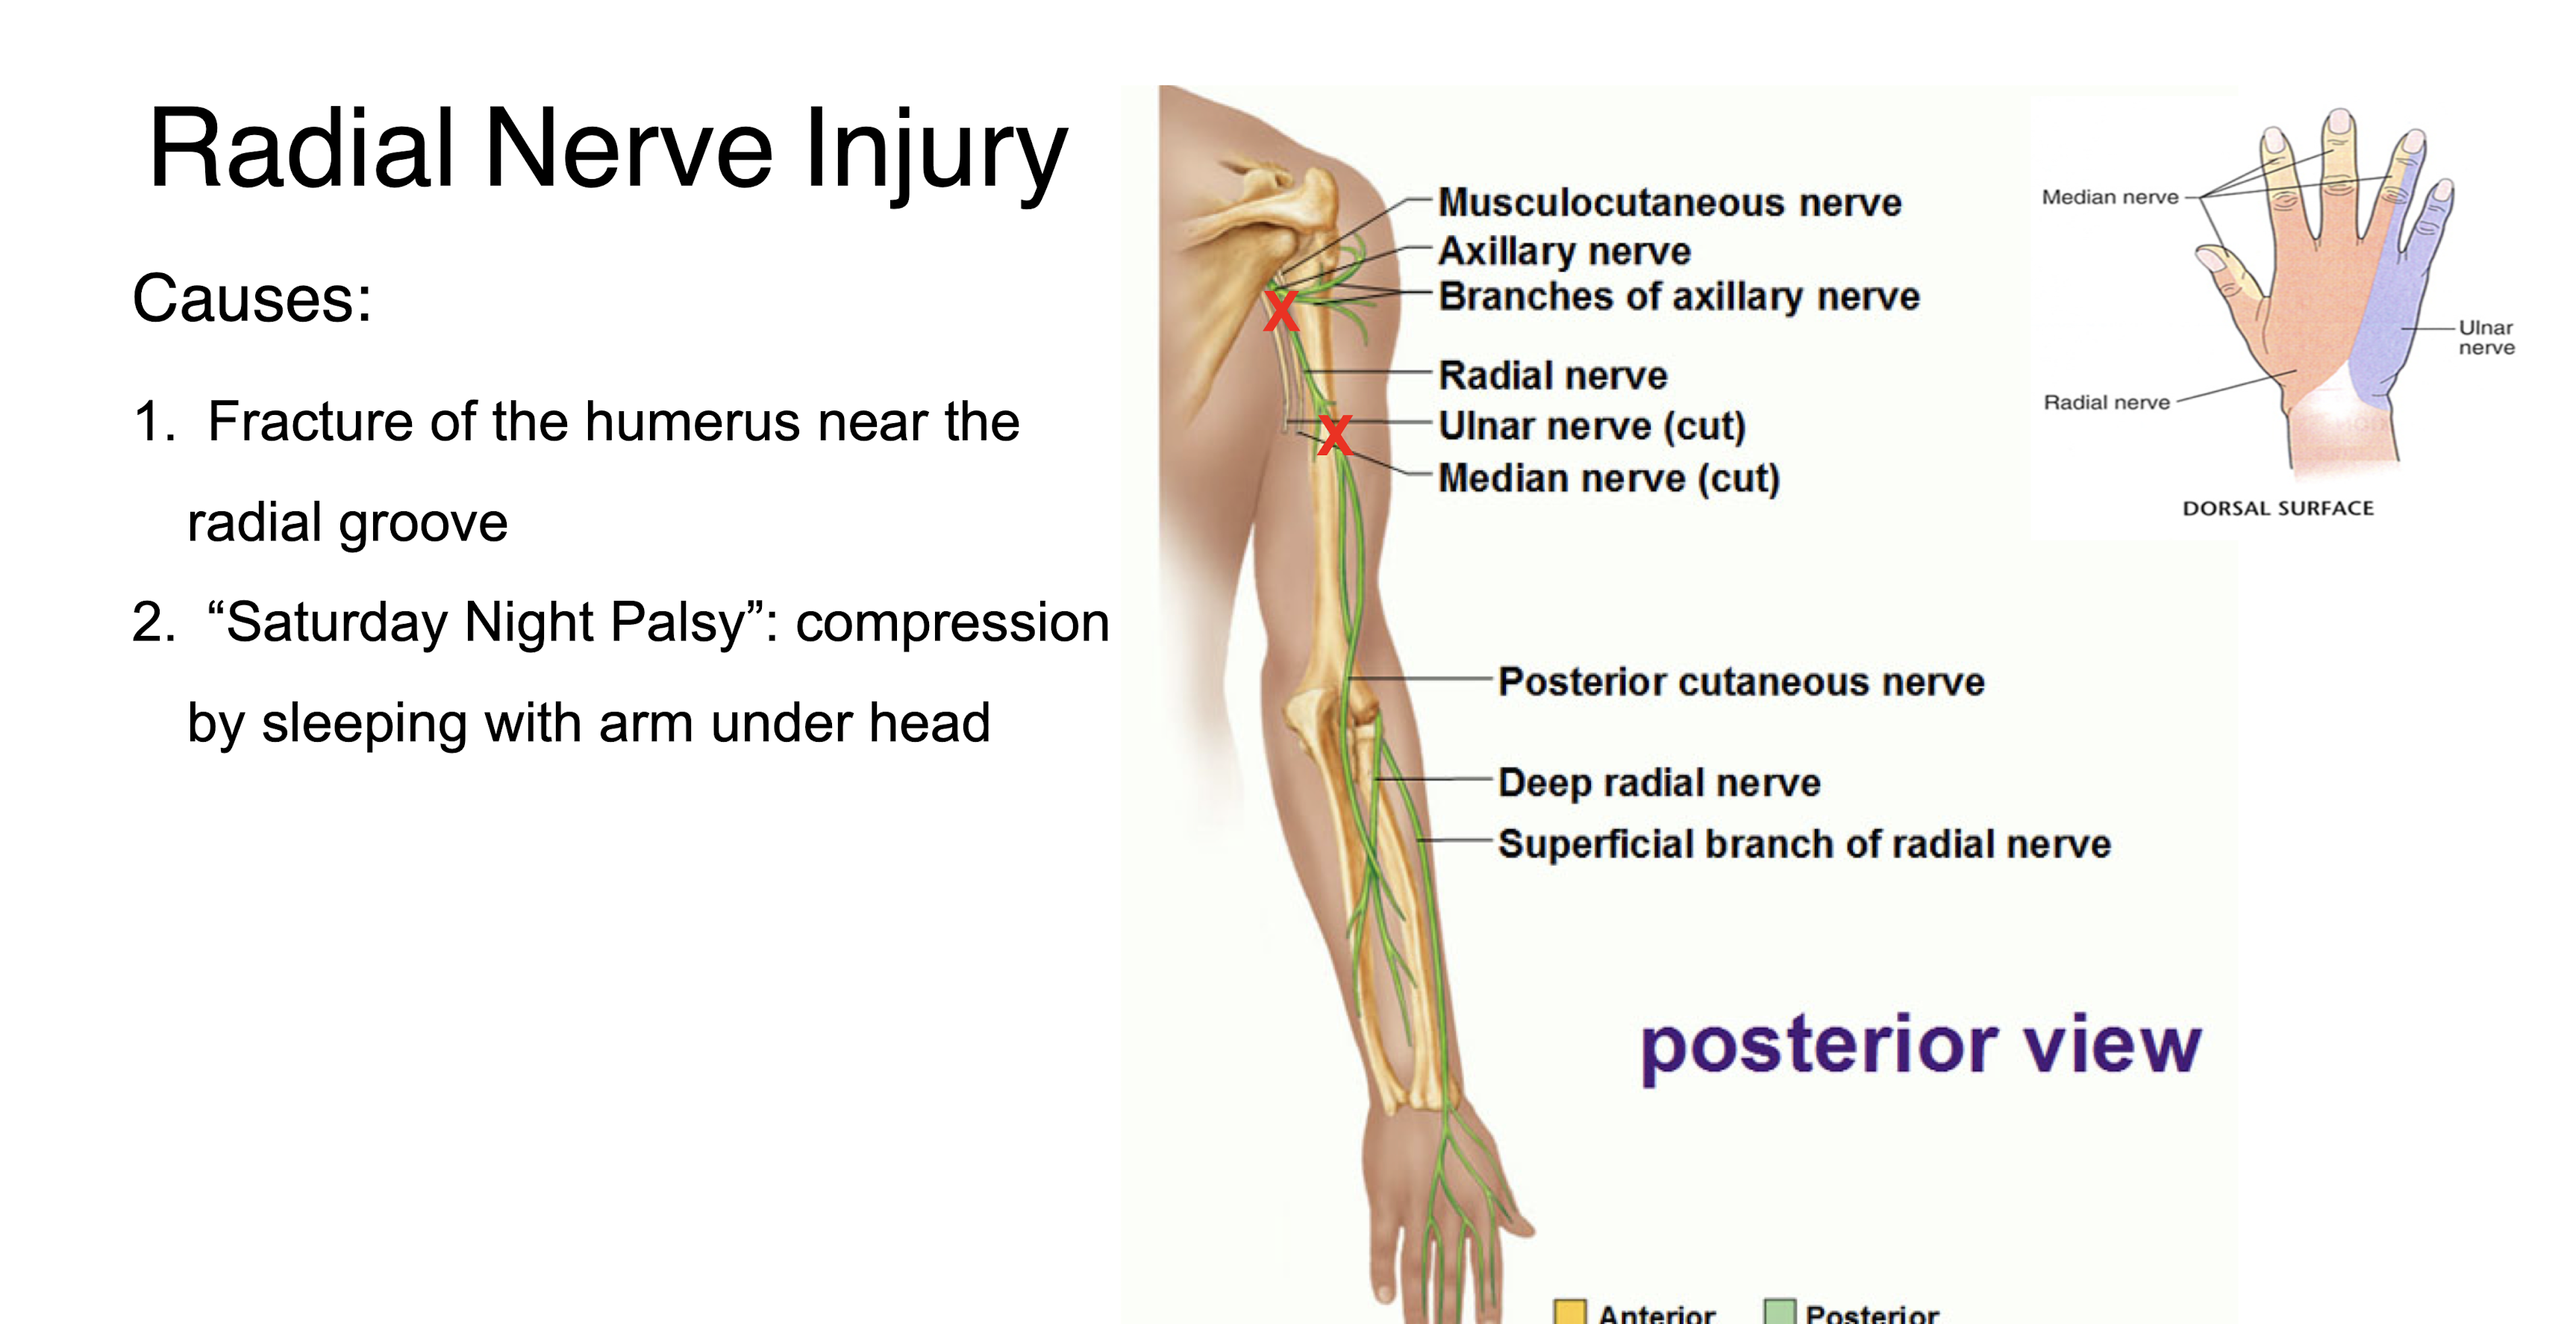 Radial Nerve Injury
Causes:
1. Fracture of the humerus near the
radial groove
2. “Saturday Night Palsy”: compression
by sleeping with arm under head
Musculocutaneous nerve
Axillary nerve
Branches of axillary nerve
Radial nerve
Ulnar nerve (cut)
Median nerve (cut)
Posterior cutaneous nerve
Deep radial nerve
Superficial branch of radial nerve
posterior view
Anterior
Posterior
X
X
Median nerve
Ulnar
nerve
Radial nerve
DORSAL SURFACE